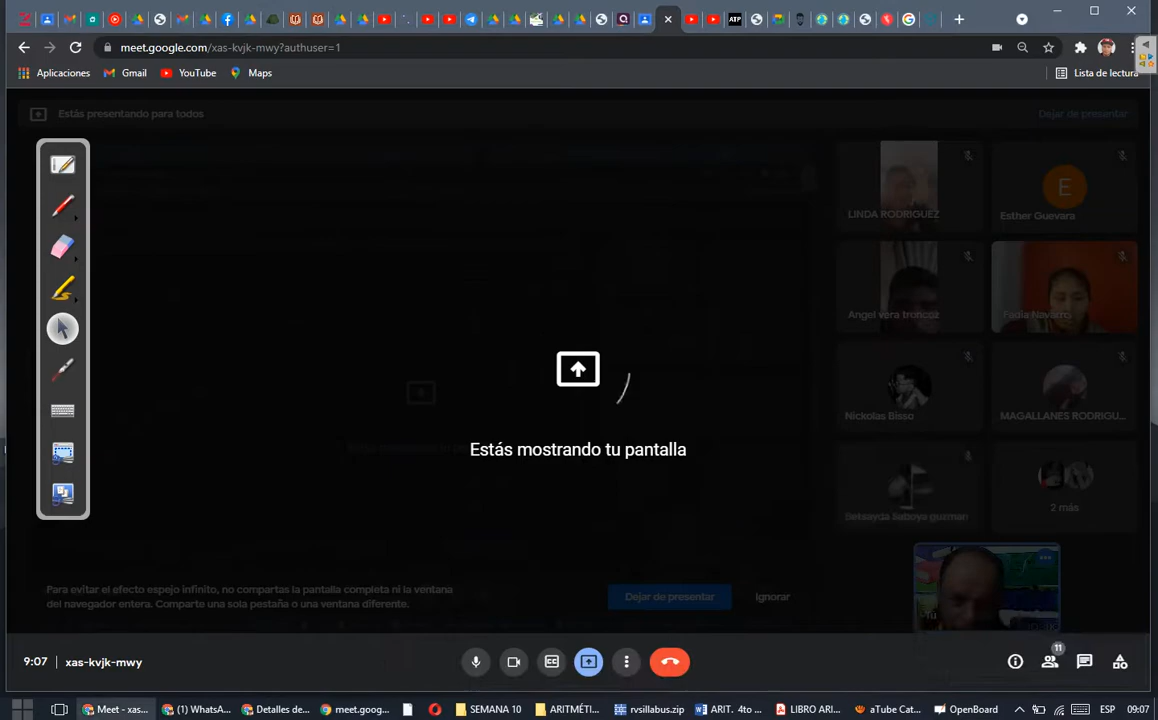 ATP
meet.google.com/xas-kvjk-mwy?authuser=1
Aplicaciones
Gmail
YouTube
Maps
Lista de lectura
Estás presentando para todos
Dejar de presentar
LINDA RODRIGUEZ
E
Esther Guevara
Angel vera troncoz
Fadia Navarro
Nickolas Bisso
MAGALLANES RODRIGU...
Betsayda Saboya guzman
2 más
Estás mostrando tu pantalla
Para evitar el efecto espejo infinito, no compartas la pantalla completa ni la ventana
del navegador entera. Comparte una sola pestaña o una ventana diferente.
Dejar de presentar
Ignorar
Tú
9:07
xas-kvjk-mwy
11
Meet - xas...
(1) WhatsA...
Detalles de...
meet.goog...
SEMANA 10
ARITMÉTI...
rvsillabus.zip
ARIT. 4to ...
LIBRO ARI...
aTube Cat...
OpenBoard
ESP
09:07